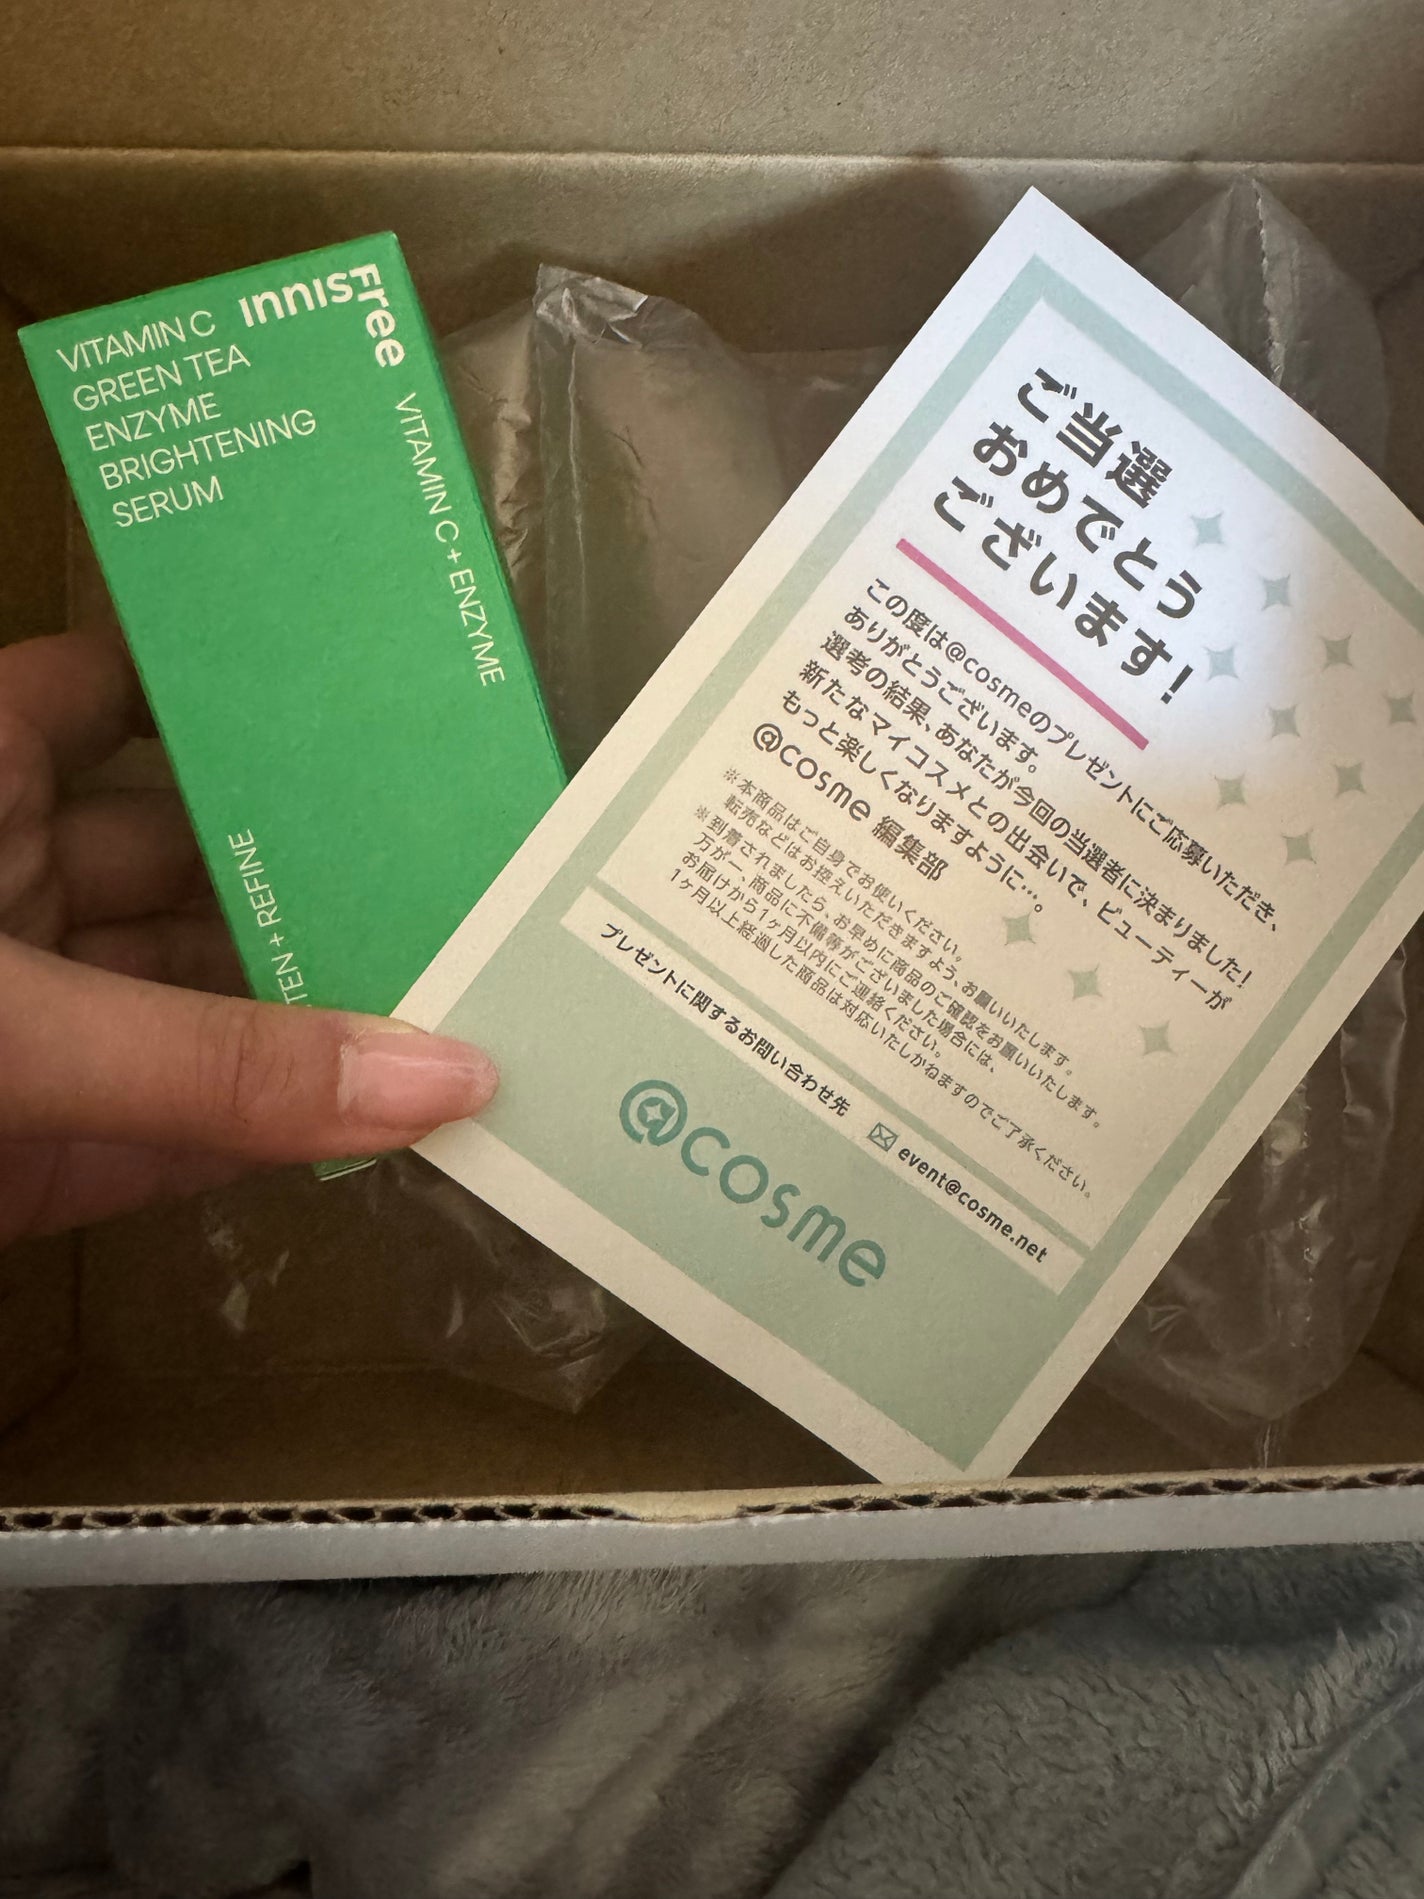 innisfree
VITAMIN C
GREEN TEA
ENZYME
BRIGHTENING
SERUM
VITAMIN C + ENZYME
+ REFINE
ご当選
おめでとう
ございます!
この度は@cosmeのプレゼントにご応募いただき、
ありがとうございます。
選考の結果、あなたが今回の当選者に決まりました!
新たなマイコスメとの出会いで、ビューティーが
もっと楽しくなりますように…。
@cosme 編集部
※本商品はご自身でお使いください。
転売などはお控えいただきますよう、お願いいたします。
※到着されましたら、お早めに商品のご確認をお願いいたします。
万が一、商品に不備等がございました場合には、
お届けから1ヶ月以内にご連絡ください。
1ヶ月以上経過した商品は対応いたしかねますのでご了承ください。
プレゼントに関するお問い合わせ先
event@cosme.net
@cosme